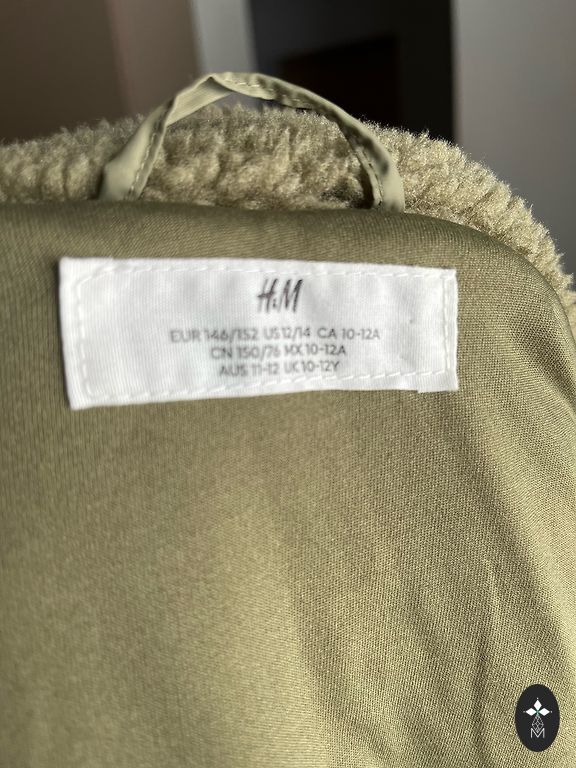 H&M
EUR 146/152 US 12/14 CA 10-12A
CN 150/76 MX 10-12A
AUS 11-12 UK 10-12Y
M